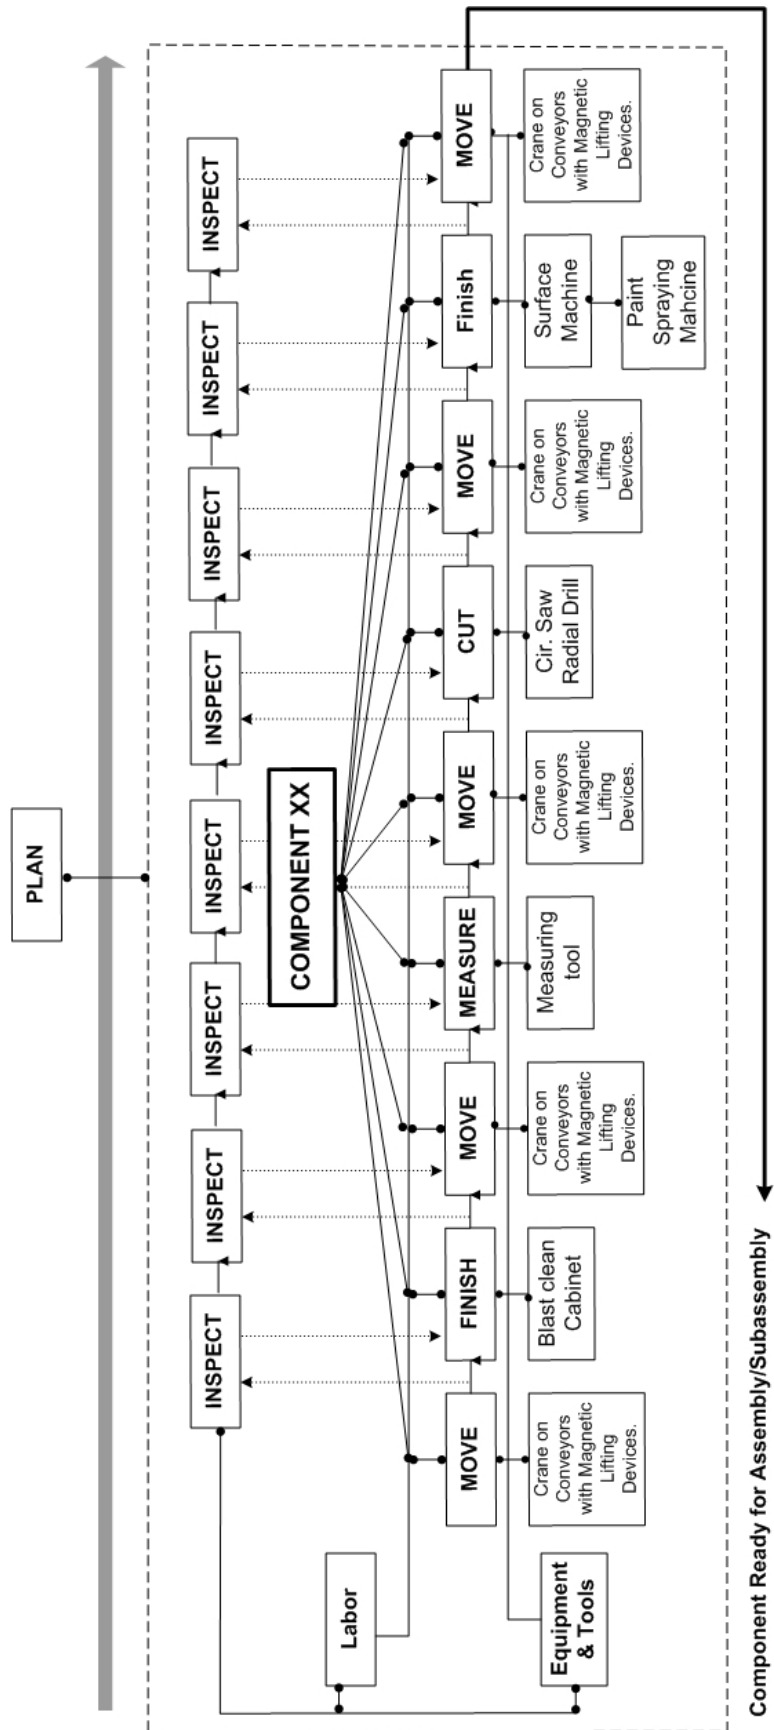 PLAN
INSPECT
INSPECT
INSPECT
INSPECT
INSPECT
INSPECT
INSPECT
INSPECT
COMPONENT XX
Labor
MOVE
FINISH
MOVE
MEASURE
MOVE
CUT
MOVE
Finish
MOVE
Equipment
& Tools
Crane on
Conveyors
with Magnetic
Lifting
Devices.
Blast clean
Cabinet
Crane on
Conveyors
with Magnetic
Lifting
Devices.
Measuring
tool
Crane on
Conveyors
with Magnetic
Lifting
Devices.
Cir. Saw
Radial Drill
Crane on
Conveyors
with Magnetic
Lifting
Devices.
Surface
Machine
Paint
Spraying
Mahcine
Crane on
Conveyors
with Magnetic
Lifting
Devices.
Component Ready for Assembly/Subassembly